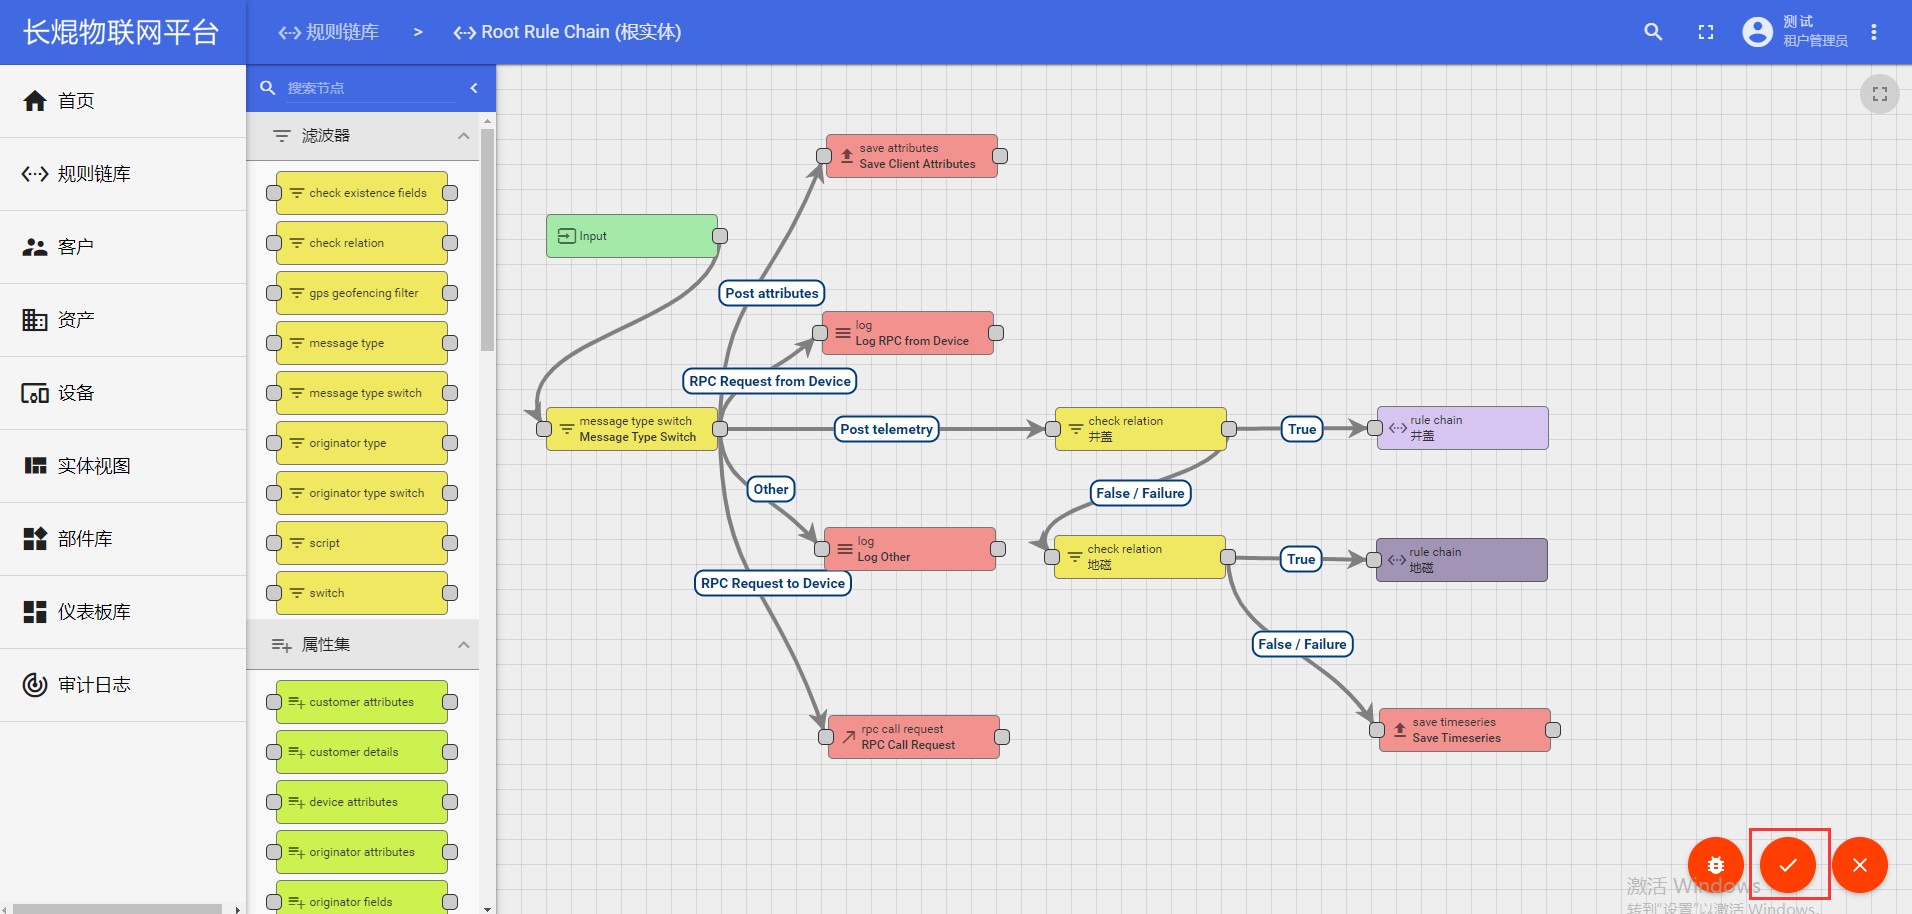 长焜物联网平台
规则链库
>
Root Rule Chain (根实体)
测试
租户管理员
首页
规则链库
客户
资产
设备
实体视图
部件库
仪表板库
审计日志
搜索节点
滤波器
check existence fields
check relation
gps geofencing filter
message type
message type switch
originator type
originator type switch
script
switch
属性集
customer attributes
customer details
device attributes
originator attributes
originator fields
save attributes
Save Client Attributes
Input
Post attributes
log
Log RPC from Device
RPC Request from Device
message type switch
Message Type Switch
Post telemetry
check relation
井盖
True
rule chain
井盖
Other
False / Failure
log
Log Other
check relation
地磁
True
rule chain
地磁
RPC Request to Device
False / Failure
rpc call request
RPC Call Request
save timeseries
Save Timeseries
激活 Windows
转到"设置"以激活 Windows。